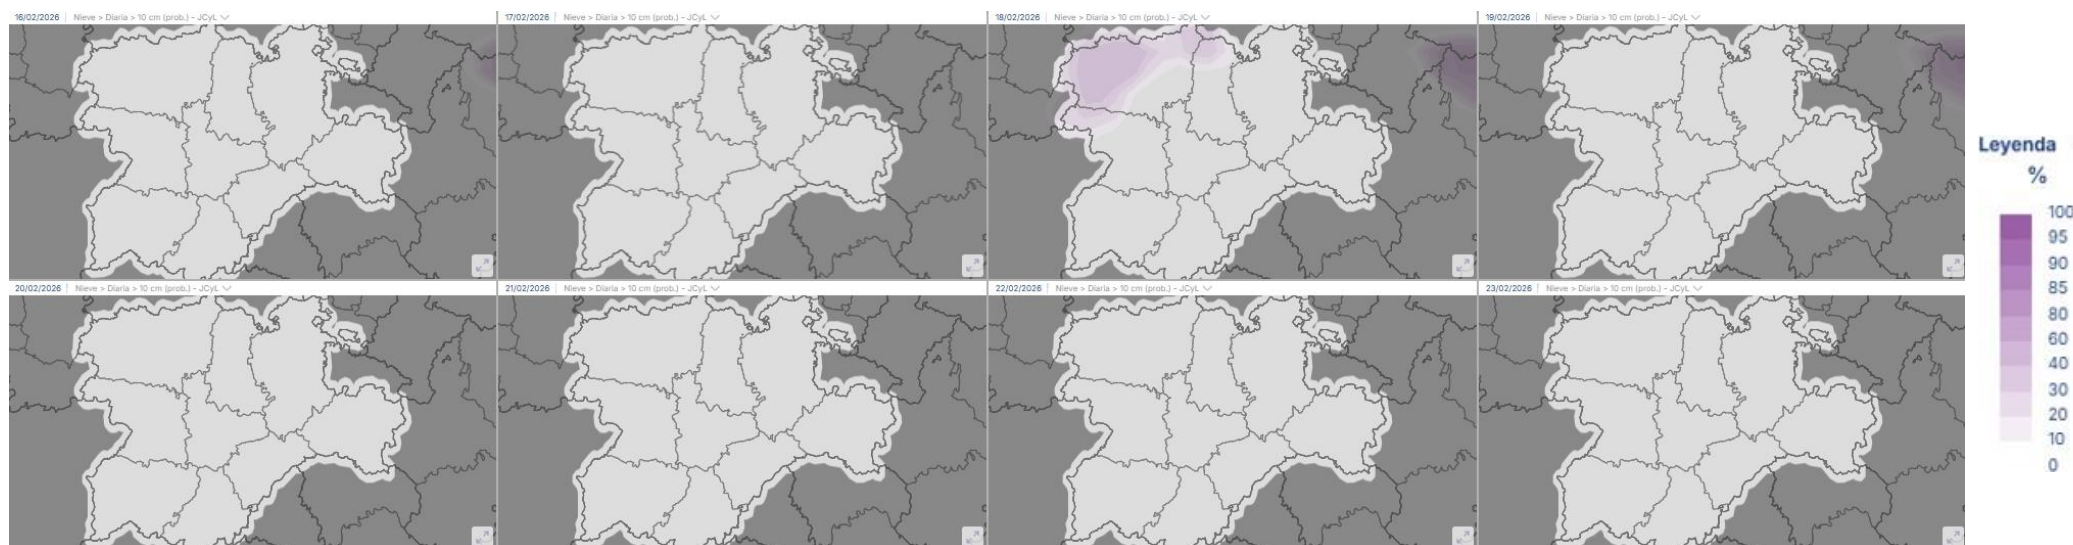 16/02/2026 Nieve > Diaria > 10 cm (prob.) - JCyL
17/02/2026 Nieve > Diaria > 10 cm (prob.) - JCyL
18/02/2026 Nieve > Diaria > 10 cm (prob.) - JCyL
19/02/2026 Nieve > Diaria > 10 cm (prob.) - JCyL
20/02/2026 Nieve > Diaria > 10 cm (prob.) - JCyL
21/02/2026 Nieve > Diaria > 10 cm (prob.) - JCyL
22/02/2026 Nieve > Diaria > 10 cm (prob.) - JCyL
23/02/2026 Nieve > Diaria > 10 cm (prob.) - JCyL
Leyenda
%
100
95
90
85
80
60
40
30
20
10
0